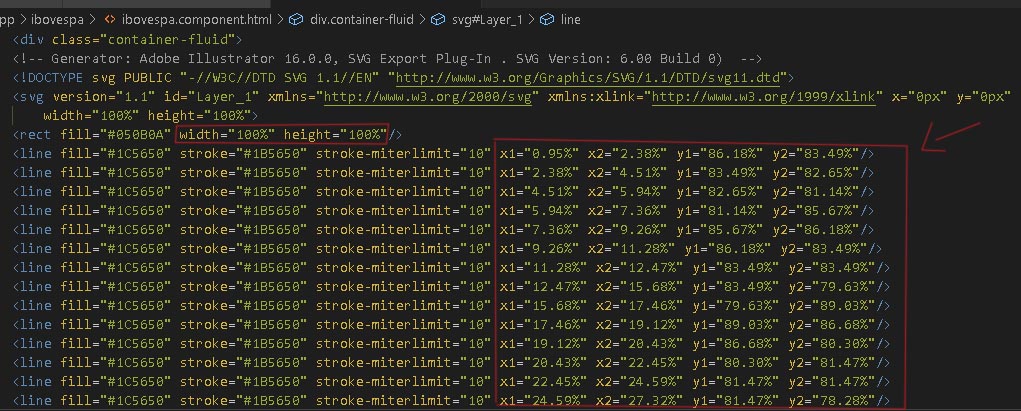 pp > ibovespa > <> ibovespa.component.html > div.container-fluid > svg#Layer_1 > line
<div class="container-fluid">
<!-- Generator: Adobe Illustrator 16.0.0, SVG Export Plug-In . SVG Version: 6.00 Build 0)  -->
<!DOCTYPE svg PUBLIC "-//W3C//DTD SVG 1.1//EN" "http://www.w3.org/Graphics/SVG/1.1/DTD/svg11.dtd">
<svg version="1.1" id="Layer_1" xmlns="http://www.w3.org/2000/svg" xmlns:xlink="http://www.w3.org/1999/xlink" x="0px" y="0px"
width="100%" height="100%">
<rect fill="#050B0A" width="100%" height="100%"/>
<line fill="#1C5650" stroke="#1B5650" stroke-miterlimit="10" x1="0.95%" x2="2.38%" y1="86.18%" y2="83.49%"/>
<line fill="#1C5650" stroke="#1B5650" stroke-miterlimit="10" x1="2.38%" x2="4.51%" y1="83.49%" y2="82.65%"/>
<line fill="#1C5650" stroke="#1B5650" stroke-miterlimit="10" x1="4.51%" x2="5.94%" y1="82.65%" y2="81.14%"/>
<line fill="#1C5650" stroke="#1B5650" stroke-miterlimit="10" x1="5.94%" x2="7.36%" y1="81.14%" y2="85.67%"/>
<line fill="#1C5650" stroke="#1B5650" stroke-miterlimit="10" x1="7.36%" x2="9.26%" y1="85.67%" y2="86.18%"/>
<line fill="#1C5650" stroke="#1B5650" stroke-miterlimit="10" x1="9.26%" x2="11.28%" y1="86.18%" y2="83.49%"/>
<line fill="#1C5650" stroke="#1B5650" stroke-miterlimit="10" x1="11.28%" x2="12.47%" y1="83.49%" y2="83.49%"/>
<line fill="#1C5650" stroke="#1B5650" stroke-miterlimit="10" x1="12.47%" x2="15.68%" y1="83.49%" y2="79.63%"/>
<line fill="#1C5650" stroke="#1B5650" stroke-miterlimit="10" x1="15.68%" x2="17.46%" y1="79.63%" y2="89.03%"/>
<line fill="#1C5650" stroke="#1B5650" stroke-miterlimit="10" x1="17.46%" x2="19.12%" y1="89.03%" y2="86.68%"/>
<line fill="#1C5650" stroke="#1B5650" stroke-miterlimit="10" x1="19.12%" x2="20.43%" y1="86.68%" y2="80.30%"/>
<line fill="#1C5650" stroke="#1B5650" stroke-miterlimit="10" x1="20.43%" x2="22.45%" y1="80.30%" y2="81.47%"/>
<line fill="#1C5650" stroke="#1B5650" stroke-miterlimit="10" x1="22.45%" x2="24.59%" y1="81.47%" y2="81.47%"/>
<line fill="#1C5650" stroke="#1B5650" stroke-miterlimit="10" x1="24.59%" x2="27.32%" y1="81.47%" y2="78.28%"/>